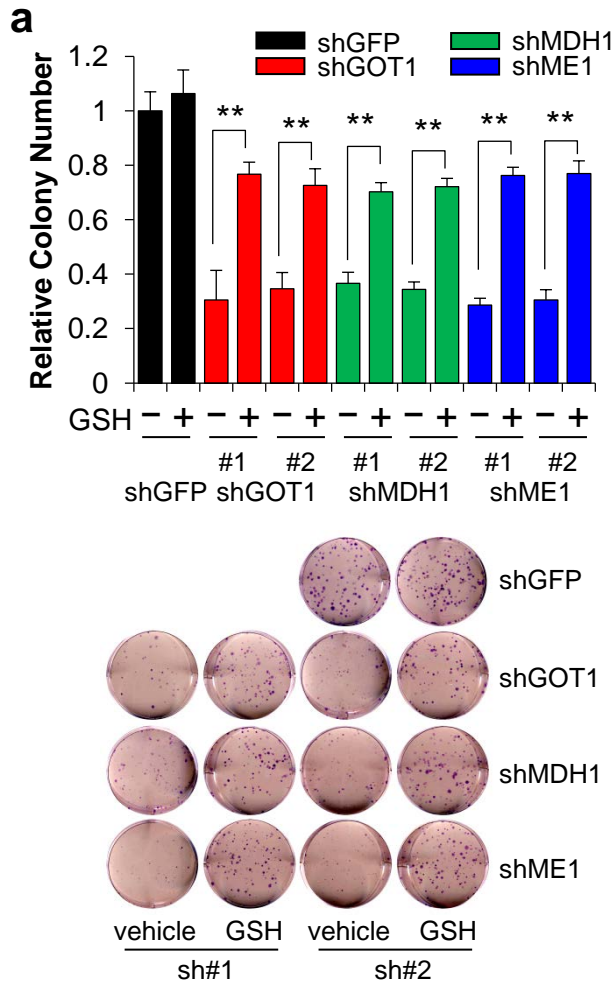 a
shGFP shMDH1
shGOT1 shME1
Relative Colony Number
1.2
1
0.8
0.6
0.4
0.2
0
** ** ** ** ** **
GSH − + − + − + − + − + − + − +
#1 #2 #1 #2 #1 #2
shGFP shGOT1 shMDH1 shME1
shGFP
shGOT1
shMDH1
shME1
vehicle GSH vehicle GSH
sh#1 sh#2